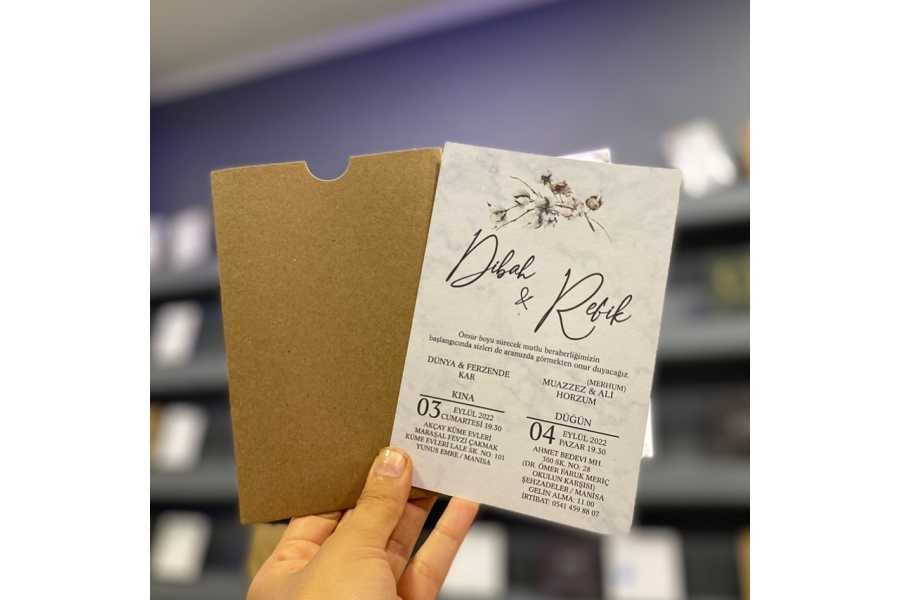 Dibah
&
Refik
Ömür boyu sürecek mutlu beraberliğimizin
başlangıcında sizleri de aramızda görmekten onur duyacağız.
DÜNYA & FERZENDE
KAR
(MERHUM)
MUAZZEZ & ALİ
HORZUM
KINA
03 EYLÜL 2022
CUMARTESİ 19.30
AKÇAY KÜME EVLERİ
MARAŞAL FEVZİ ÇAKMAK
KÜME EVLERİ LALE SK. NO: 101
YUNUS EMRE / MANİSA
DÜĞÜN
04 EYLÜL 2022
PAZAR 19.30
AHMET BEDEVİ MH.
300 SK. NO: 28
(DR. ÖMER FARUK MERİÇ
OKULUN KARŞISI)
ŞEHZADELER / MANİSA
GELİN ALMA: 11.00
İRTİBAT: 0541 459 88 07